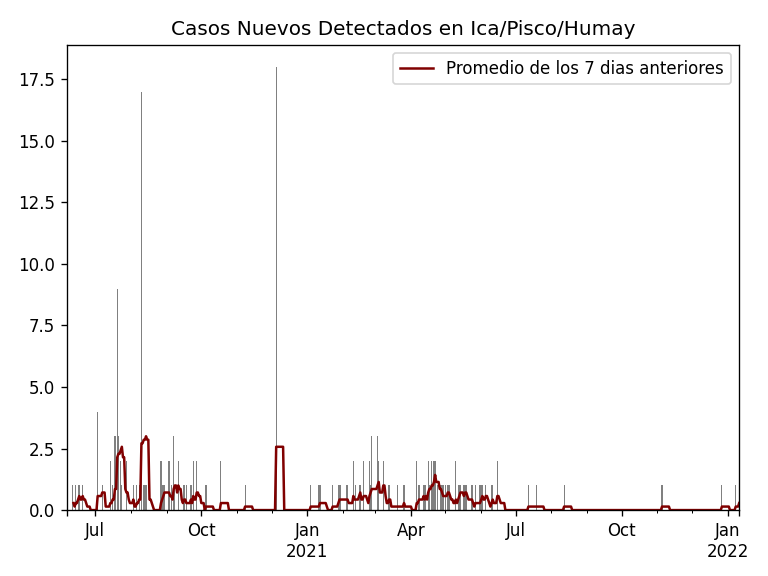 Casos Nuevos Detectados en Ica/Pisco/Humay
Promedio de los 7 dias anteriores
17.5
15.0
12.5
10.0
7.5
5.0
2.5
0.0
Jul
Oct
Jan
2021
Apr
Jul
Oct
Jan
2022